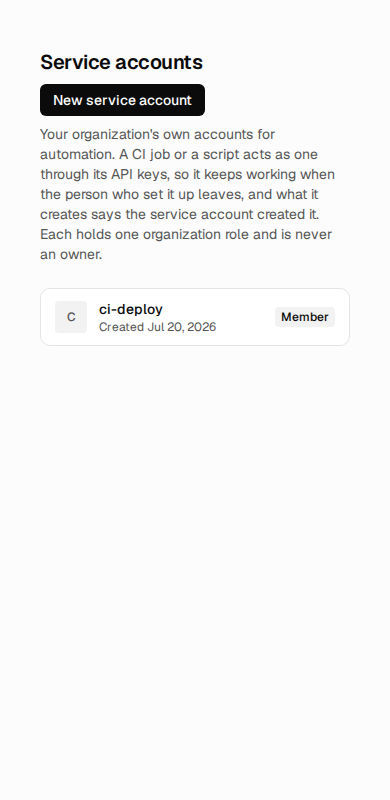 Service accounts
New service account
Your organization's own accounts for
automation. A CI job or a script acts as one
through its API keys, so it keeps working when
the person who set it up leaves, and what it
creates says the service account created it.
Each holds one organization role and is never
an owner.
C
ci-deploy
Member
Created Jul 20, 2026